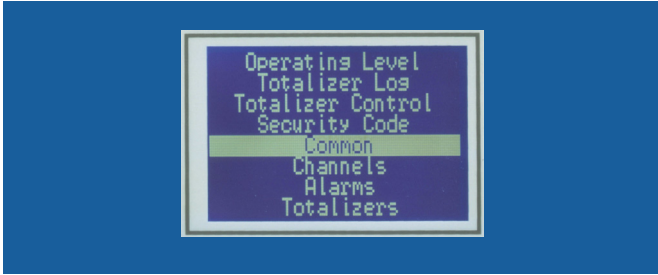 Operating Level
Totalizer Log
Totalizer Control
Security Code
Common
Channels
Alarms
Totalizers